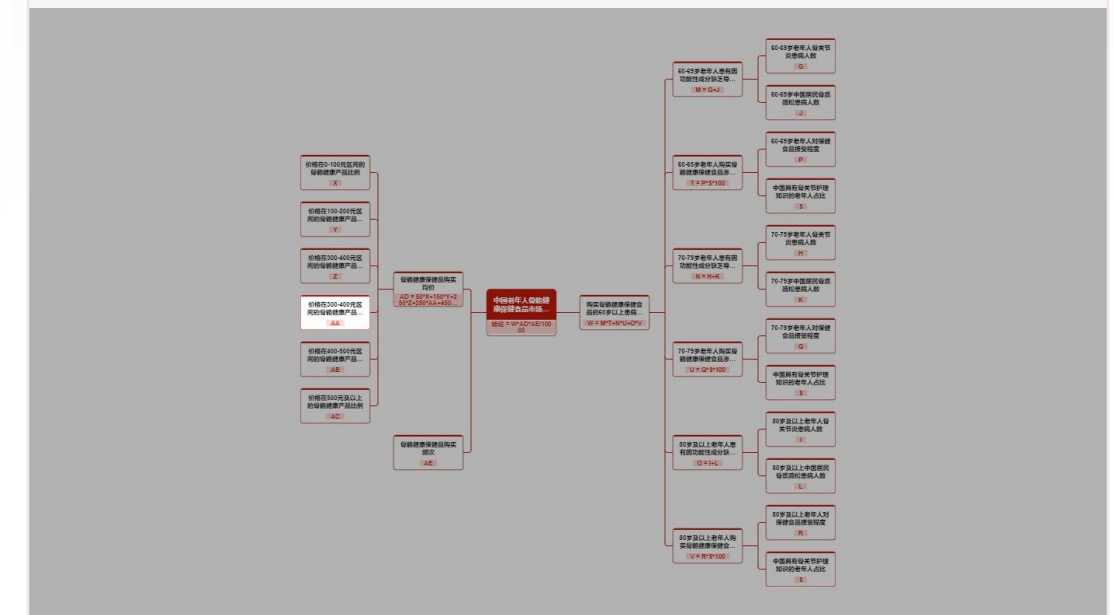 价格在0-100元区间的
骨骼健康产品比例
X
价格在100-200元区
间的骨骼健康产品...
Y
价格在300-400元区
间的骨骼健康产品...
Z
价格在300-400元区
间的骨骼健康产品...
AA
价格在400-500元区
间的骨骼健康产品...
AB
价格在500元及以上
的骨骼健康产品比例
AC
骨骼健康保健品购买
均价
AD = 50*X+150*Y+2
50*Z+350*AA+450...
骨骼健康保健品购买
频次
AE
中国老年人骨骼健
康保健食品市场...
结论 = W*AD*AE/100
00
购买骨骼健康保健食
品的60岁以上患病...
W = M*T+N*U+O*V
60-69岁老年人患有因
功能性成分缺乏导...
M = G+J
60-69岁老年人骨关节
炎患病人数
G
60-69岁中国居民骨质
疏松患病人数
J
60-69岁老年人购买骨
骼健康保健食品渗...
T = P*S*100
60-69岁老年人对保健
食品接受程度
P
中国具有骨关节护理
知识的老年人占比
S
70-79岁老年人患有因
功能性成分缺乏导...
N = H+K
70-79岁老年人骨关节
炎患病人数
H
70-79岁中国居民骨质
疏松患病人数
K
70-79岁老年人购买骨
骼健康保健食品渗...
U = Q*S*100
70-79岁老年人对保健
食品接受程度
中国具有骨关节护理
知识的老年人占比
S
80岁及以上老年人患
有因功能性成分缺...
O = I+L
80岁及以上老年人骨
关节炎患病人数
I
80岁及以上中国居民
骨质疏松患病人数
L
80岁及以上老年人购
买骨骼健康保健食...
V = R*S*100
80岁及以上老年人对
保健食品接受程度
R
中国具有骨关节护理
知识的老年人占比
S